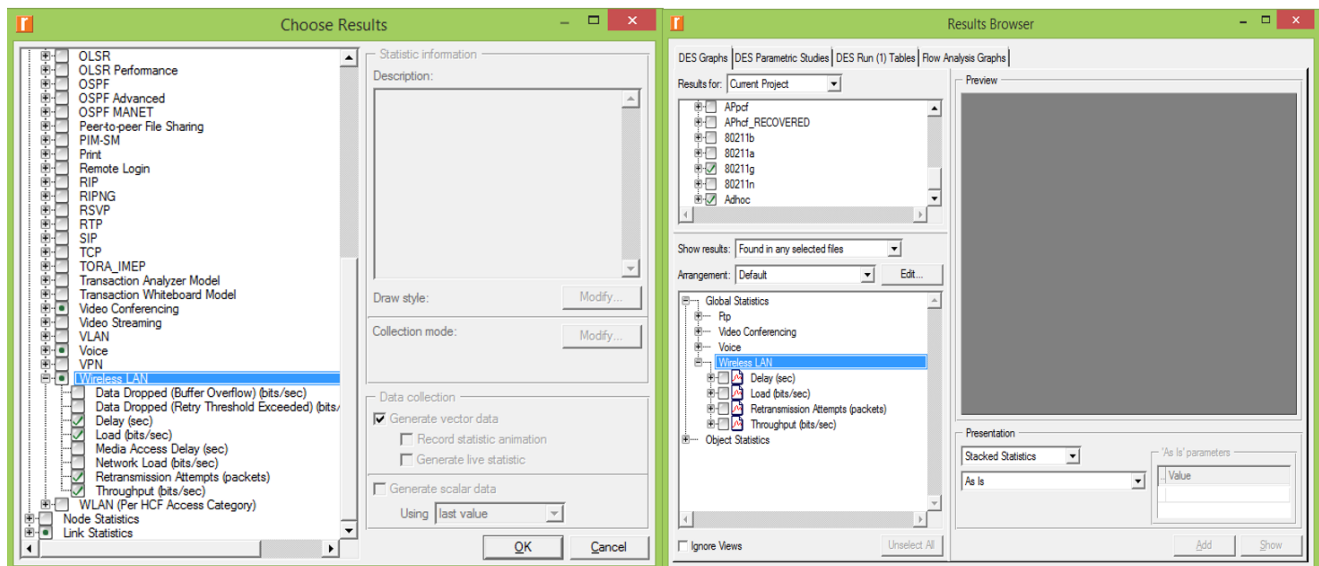 Choose Results
OLSR
OLSR Performance
OSPF
OSPF Advanced
OSPF MANET
Peer-to-peer File Sharing
PIM-SM
Print
Remote Login
RIP
RIPNG
RSVP
RTP
SIP
TCP
TORA_IMEP
Transaction Analyzer Model
Transaction Whiteboard Model
Video Conferencing
Video Streaming
VLAN
Voice
VPN
Wireless LAN
Data Dropped (Buffer Overflow) (bits/sec)
Data Dropped (Retry Threshold Exceeded) (bits/
Delay (sec)
Load (bits/sec)
Media Access Delay (sec)
Network Load (bits/sec)
Retransmission Attempts (packets)
Throughput (bits/sec)
WLAN (Per HCF Access Category)
Node Statistics
Link Statistics
Statistic information
Description:
Draw style:
Modify...
Collection mode:
Modify...
Data collection
Generate vector data
Record statistic animation
Generate live statistic
Generate scalar data
Using last value
OK Cancel
Results Browser
DES Graphs DES Parametric Studies DES Run (1) Tables Flow Analysis Graphs
Results for: Current Project
APpcf
APhcf_RECOVERED
80211b
80211a
80211g
80211n
Adhoc
Show results: Found in any selected files
Arrangement: Default Edit...
Global Statistics
Rtp
Video Conferencing
Voice
Wireless LAN
Delay (sec)
Load (bits/sec)
Retransmission Attempts (packets)
Throughput (bits/sec)
Object Statistics
Ignore Views Unselect All
Preview
Presentation
Stacked Statistics
As Is
'As Is' parameters
... Value
Add Show